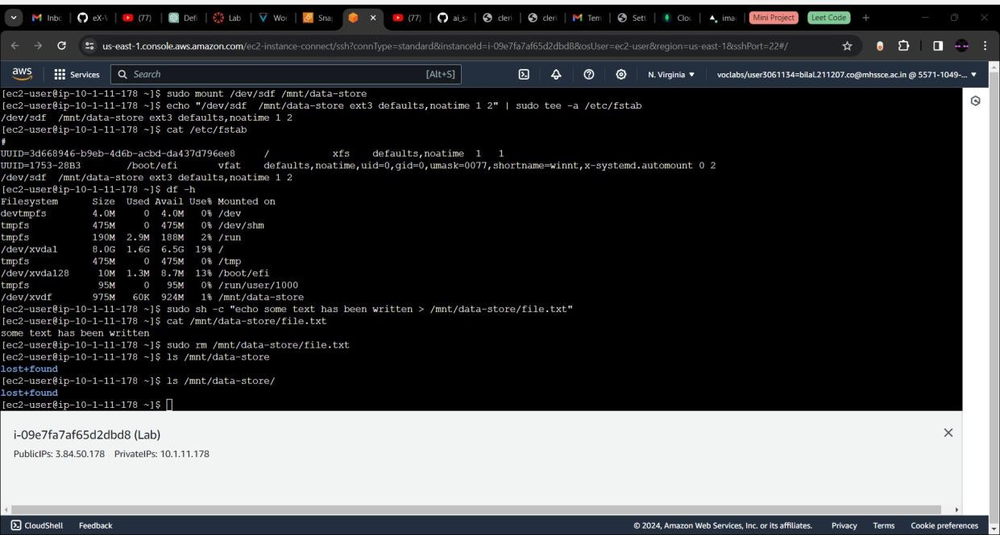 Inbo
eX-\
(77)
Defi
Lab
Wor
Snap
(77)
ai_s
cleri
cleri
Tem
Sett
Clou
ima
Mini Project
Leet Code
us-east-1.console.aws.amazon.com/ec2-instance-connect/ssh?connType=standard&instanceId=i-09e7fa7af65d2dbd8&osUser=ec2-user&region=us-east-1&sshPort=22#/
aws
Services
Search
[Alt+S]
N. Virginia
voclabs/user3061134=bilal.211207.co@mhssce.ac.in @ 5571-1049-...
[ec2-user@ip-10-1-11-178 ~]$ sudo mount /dev/sdf /mnt/data-store
[ec2-user@ip-10-1-11-178 ~]$ echo "/dev/sdf  /mnt/data-store ext3 defaults,noatime 1 2" | sudo tee -a /etc/fstab
/dev/sdf  /mnt/data-store ext3 defaults,noatime 1 2
[ec2-user@ip-10-1-11-178 ~]$ cat /etc/fstab
#
UUID=3d668946-b9eb-4d6b-acbd-da437d796ee8     /           xfs    defaults,noatime  1   1
UUID=1753-28B3        /boot/efi       vfat    defaults,noatime,uid=0,gid=0,umask=0077,shortname=winnt,x-systemd.automount 0 2
/dev/sdf  /mnt/data-store ext3 defaults,noatime 1 2
[ec2-user@ip-10-1-11-178 ~]$ df -h
Filesystem      Size  Used Avail Use% Mounted on
devtmpfs        4.0M     0  4.0M   0% /dev
tmpfs           475M     0  475M   0% /dev/shm
tmpfs           190M  2.9M  188M   2% /run
/dev/xvda1      8.0G  1.6G  6.5G  19% /
tmpfs           475M     0  475M   0% /tmp
/dev/xvda128     10M  1.3M  8.7M  13% /boot/efi
tmpfs            95M     0   95M   0% /run/user/1000
/dev/xvdf       975M   60K  924M   1% /mnt/data-store
[ec2-user@ip-10-1-11-178 ~]$ sudo sh -c "echo some text has been written > /mnt/data-store/file.txt"
[ec2-user@ip-10-1-11-178 ~]$ cat /mnt/data-store/file.txt
some text has been written
[ec2-user@ip-10-1-11-178 ~]$ sudo rm /mnt/data-store/file.txt
[ec2-user@ip-10-1-11-178 ~]$ ls /mnt/data-store
lost+found
[ec2-user@ip-10-1-11-178 ~]$ ls /mnt/data-store/
lost+found
[ec2-user@ip-10-1-11-178 ~]$
i-09e7fa7af65d2dbd8 (Lab)
PublicIPs: 3.84.50.178   PrivateIPs: 10.1.11.178
CloudShell   Feedback
© 2024, Amazon Web Services, Inc. or its affiliates.   Privacy   Terms   Cookie preferences